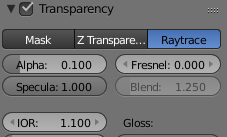 Transparency
Mask Z Transpare... Raytrace
Alpha: 0.100 Fresnel: 0.000
Specula: 1.000 Blend: 1.250
IOR: 1.100 Gloss: